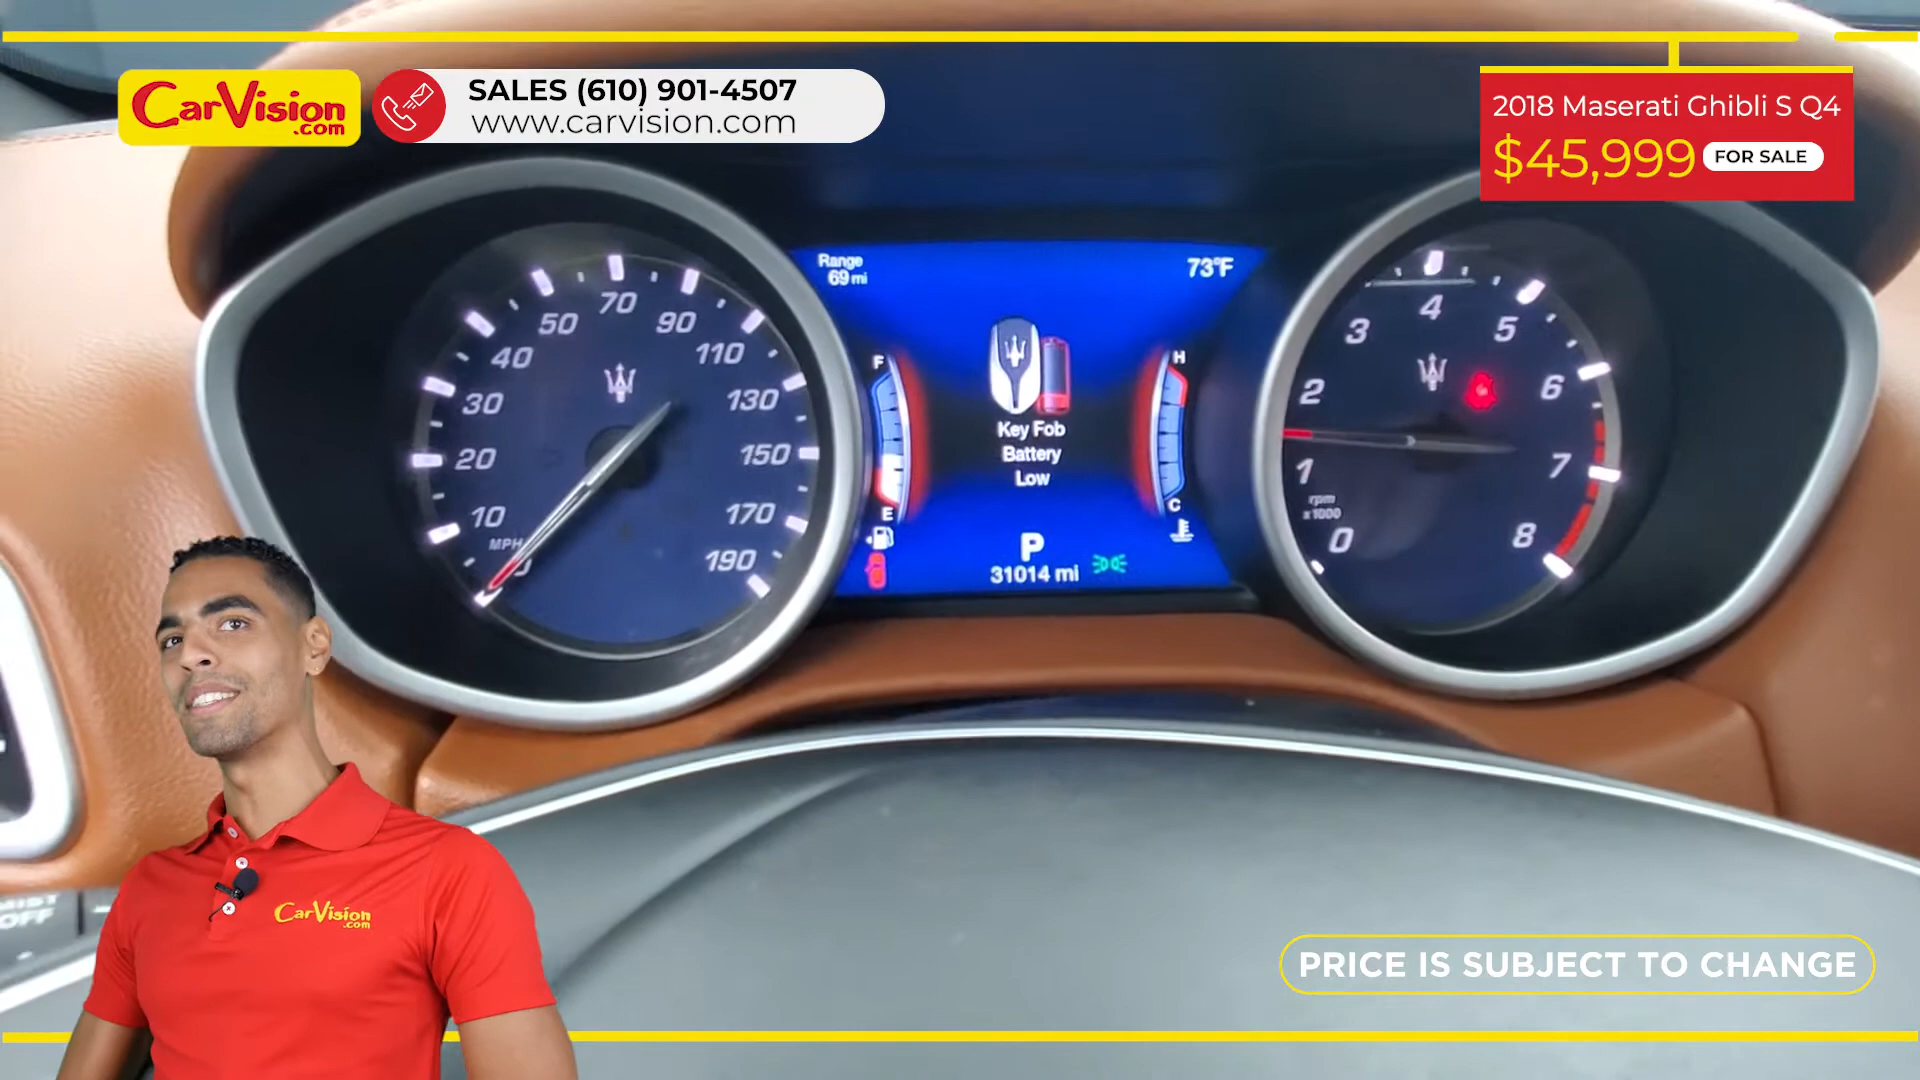 CarVision
.com
SALES (610) 901-4507
www.carvision.com
2018 Maserati Ghibli S Q4
$45,999 FOR SALE
Range
69 mi
73°F
10
20
30
40
50
70
90
110
130
150
170
190
MPH
F
E
Key Fob
Battery
Low
H
C
P
31014 mi
0
1
2
3
4
5
6
7
8
rpm
x1000
OFF
CarVision
.com
PRICE IS SUBJECT TO CHANGE